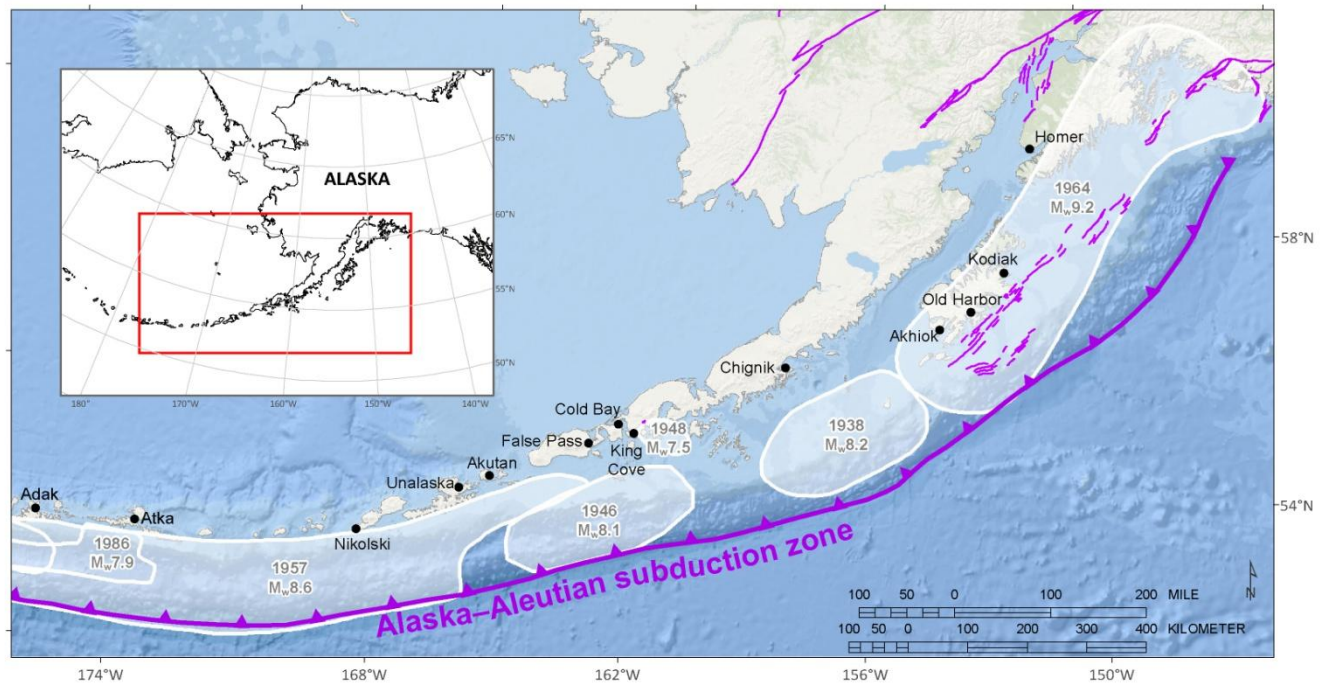 ALASKA
65°N
60°N
55°N
50°N
180°
170°W
160°W
150°W
140°W
Homer
1964
Mw9.2
58°N
Kodiak
Old Harbor
Akhiok
Chignik
Cold Bay
1948
Mw7.5
False Pass
King
Cove
1938
Mw8.2
Akutan
Unalaska
Adak
Atka
Nikolski
1946
Mw8.1
54°N
1986
Mw7.9
1957
Mw8.6
Alaska–Aleutian subduction zone
N
100 50 0 100 200 MILE
100 50 0 100 200 300 400 KILOMETER
174°W
168°W
162°W
156°W
150°W